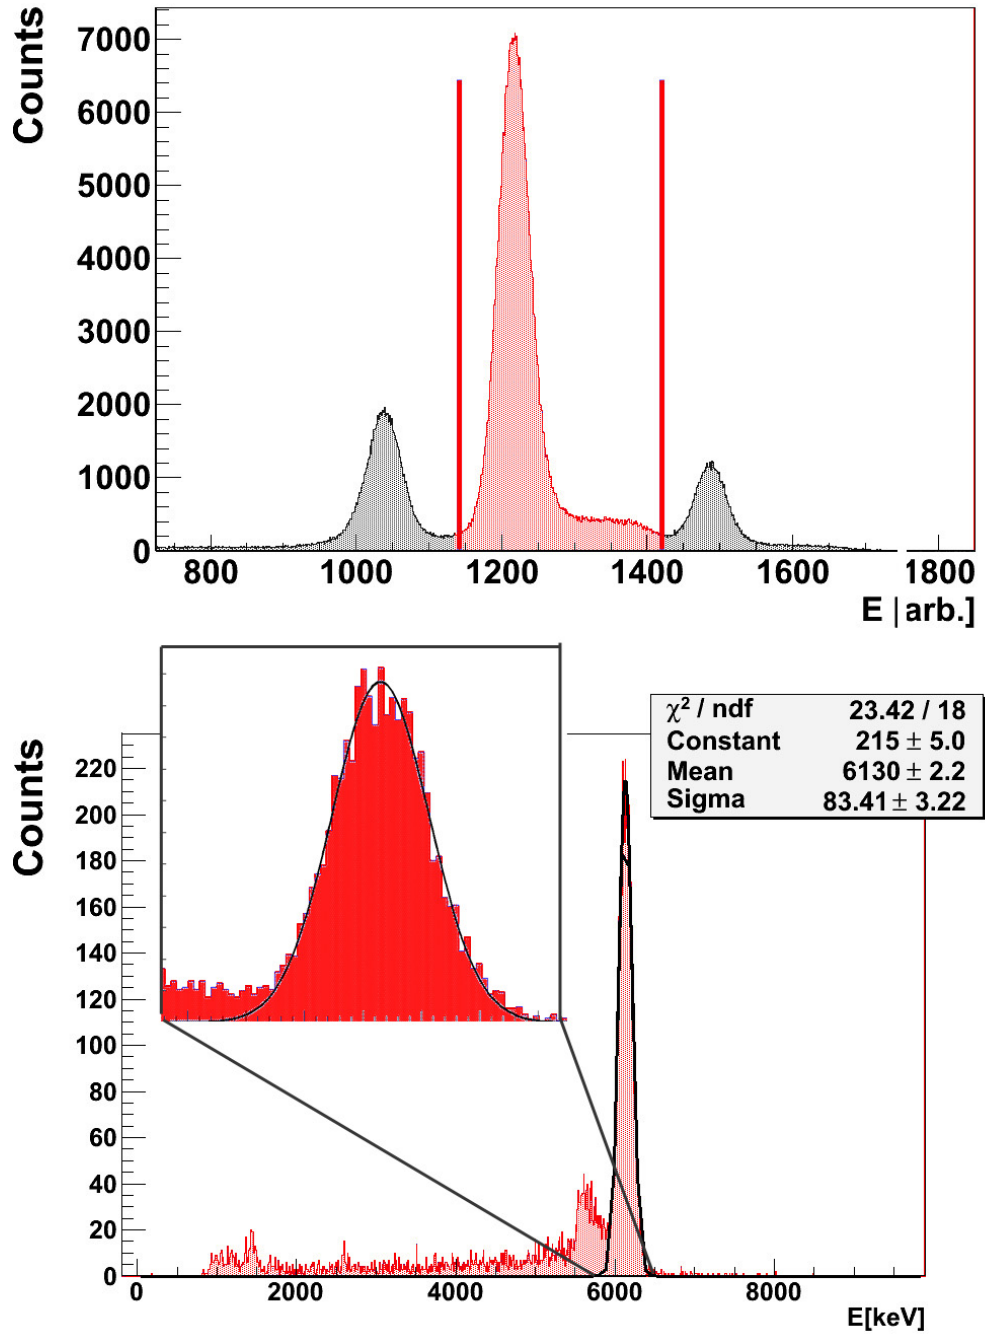 Counts
7000
6000
5000
4000
3000
2000
1000
0
800 1000 1200 1400 1600 1800
E |arb.]
χ² / ndf 23.42 / 18
Constant 215 ± 5.0
Mean 6130 ± 2.2
Sigma 83.41 ± 3.22
Counts
220
200
180
160
140
120
100
80
60
40
20
0
0 2000 4000 6000 8000
E[keV]